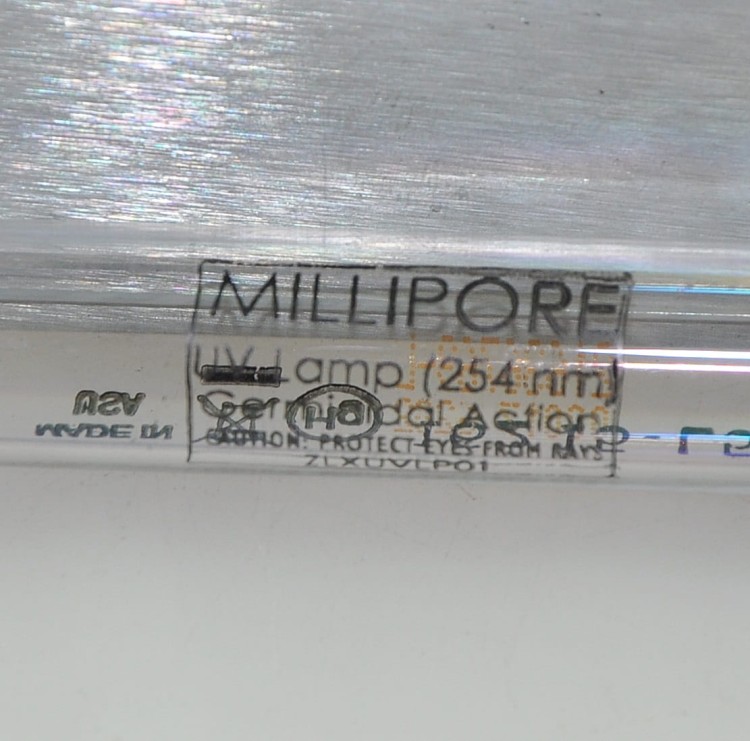 MILLIPORE
UV Lamp (254 nm)
Germicidal Action
CAUTION: PROTECT EYES FROM RAYS
ZLXUVLP01
MADE IN
USA